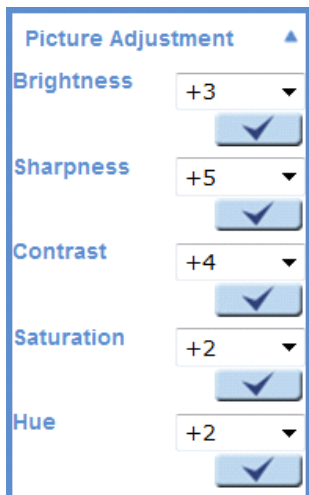 Picture Adjustment
Brightness
+3
Sharpness
+5
Contrast
+4
Saturation
+2
Hue
+2